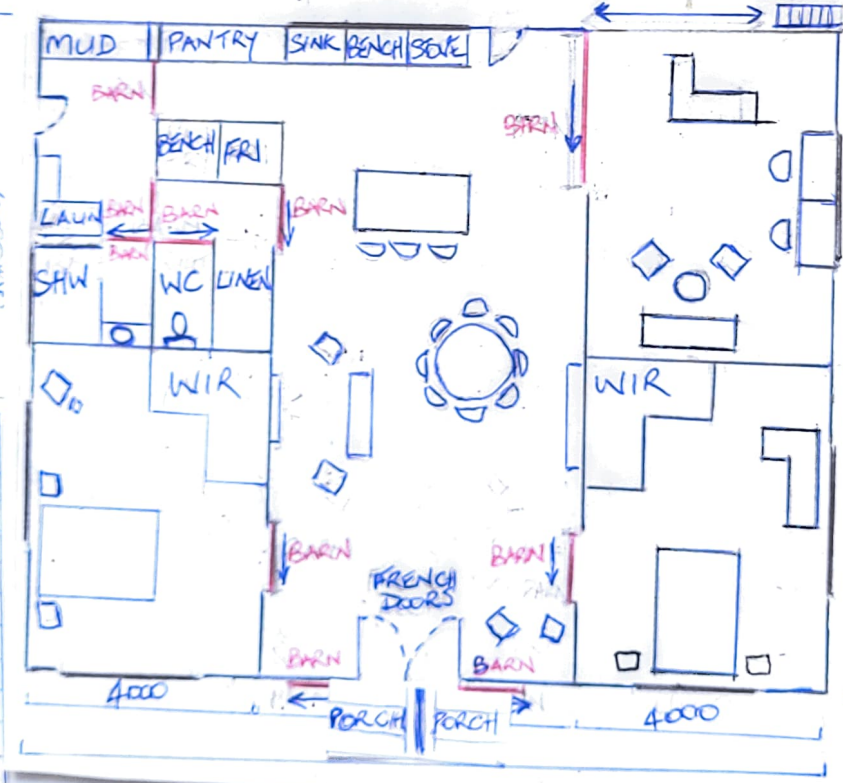 MUD
PANTRY
SINK
BENCH
STOVE
BARN
BARN
BENCH
FRI
LAUN
BARN
BARN
BARN
BARN
SHW
WC
LINEN
WIR
WIR
BARN
BARN
FRENCH
DOORS
BARN
BARN
4000
PORCH
PORCH
4000